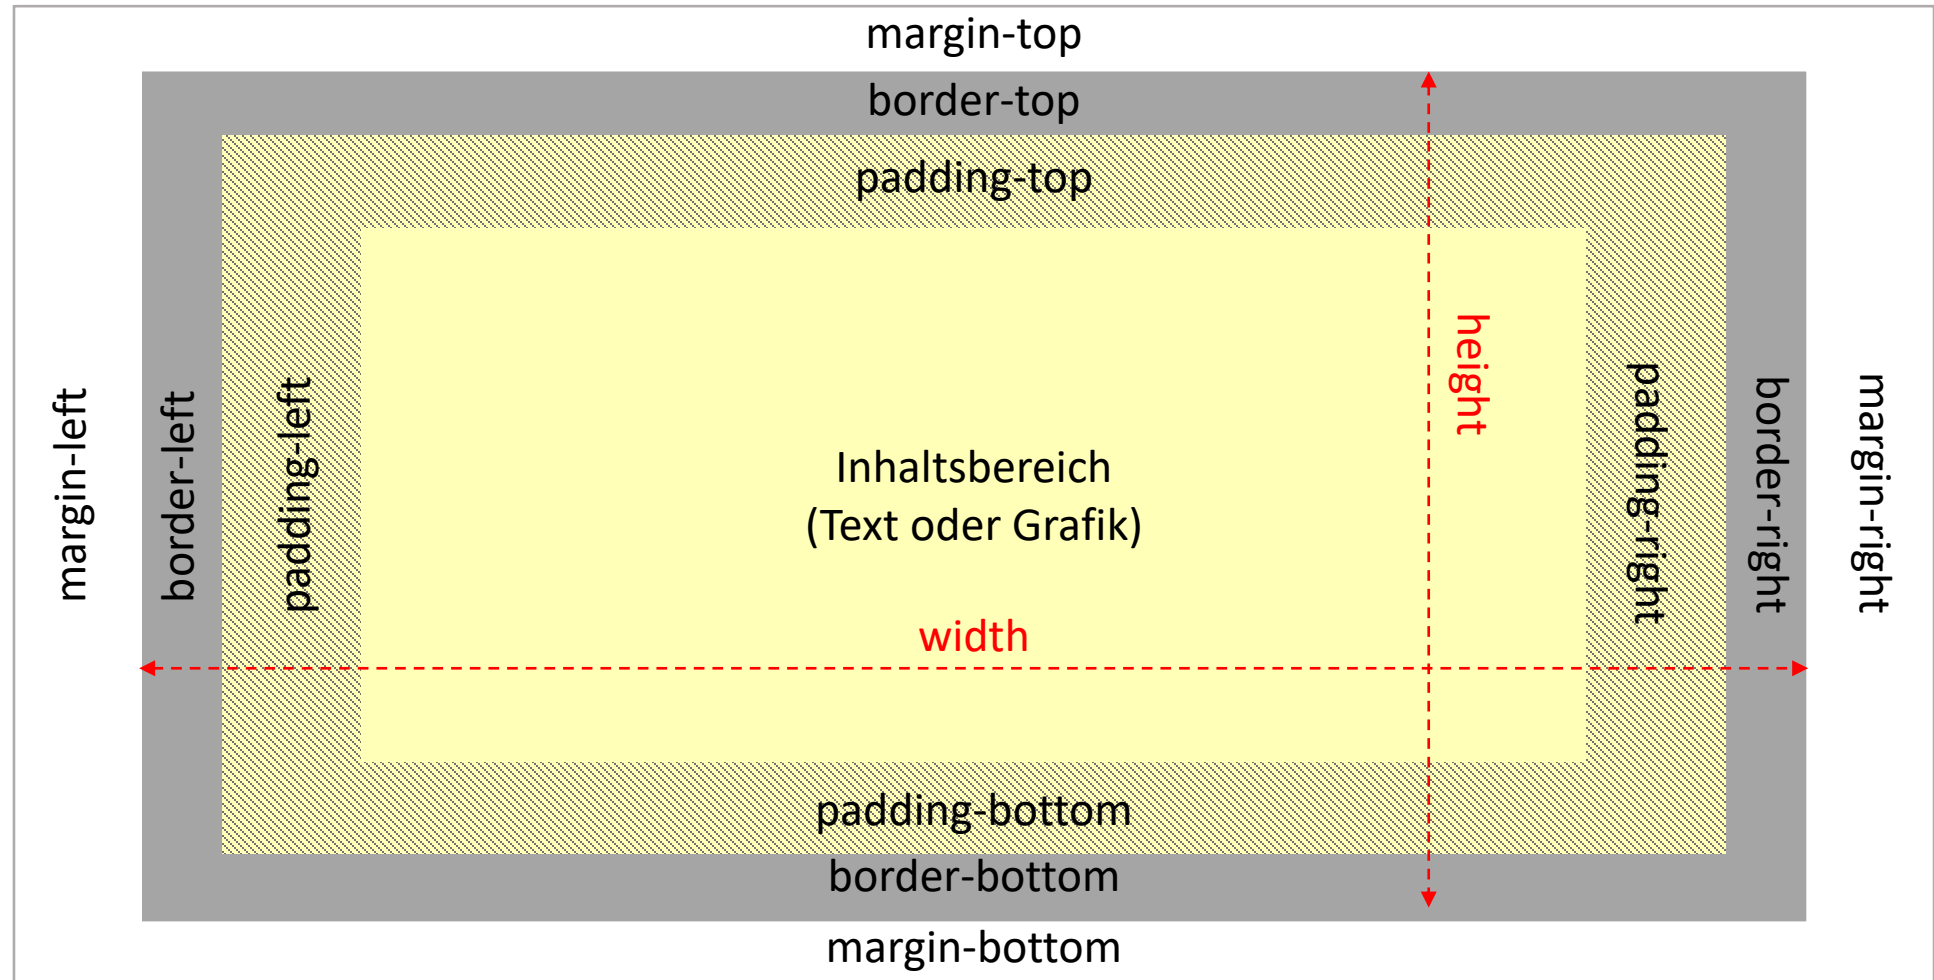 margin-top
border-top
padding-top
margin-left
border-left
padding-left
Inhaltsbereich
(Text oder Grafik)
width
height
padding-right
border-right
margin-right
padding-bottom
border-bottom
margin-bottom